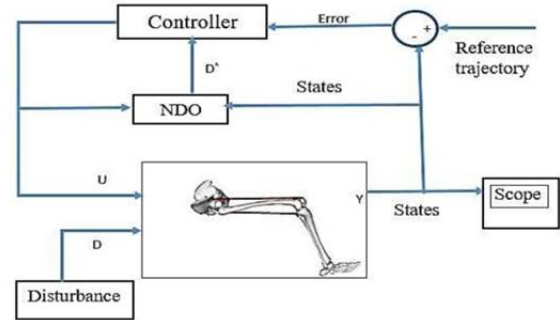 Controller
Error
- +
Reference
trajectory
D^
States
NDO
U
Y
States
Scope
D
Disturbance